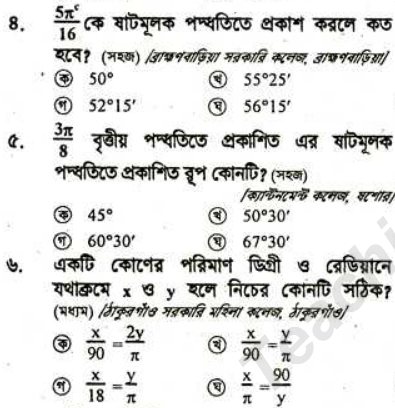 ৪. 5πᶜ/16 কে ষাটমূলক পদ্ধতিতে প্রকাশ করলে কত
হবে? (সহজ) [ব্রাহ্মণবাড়িয়া সরকারি কলেজ, ব্রাহ্মণবাড়িয়া]
ক 50° খ 55°25′
গ 52°15′ ঘ 56°15′
৫. 3π/8 বৃত্তীয় পদ্ধতিতে প্রকাশিত এর ষাটমূলক
পদ্ধতিতে প্রকাশিত রূপ কোনটি? (সহজ)
[ক্যান্টনমেন্ট কলেজ, যশোর]
ক 45° খ 50°30′
গ 60°30′ ঘ 67°30′
৬. একটি কোণের পরিমাণ ডিগ্রী ও রেডিয়ানে
যথাক্রমে x ও y হলে নিচের কোনটি সঠিক?
(মধ্যম) [ঠাকুরগাঁও সরকারি মহিলা কলেজ, ঠাকুরগাঁও]
ক x/90 = 2y/π খ x/90 = y/π
গ x/18 = y/π ঘ x/π = 90/y
Teachi